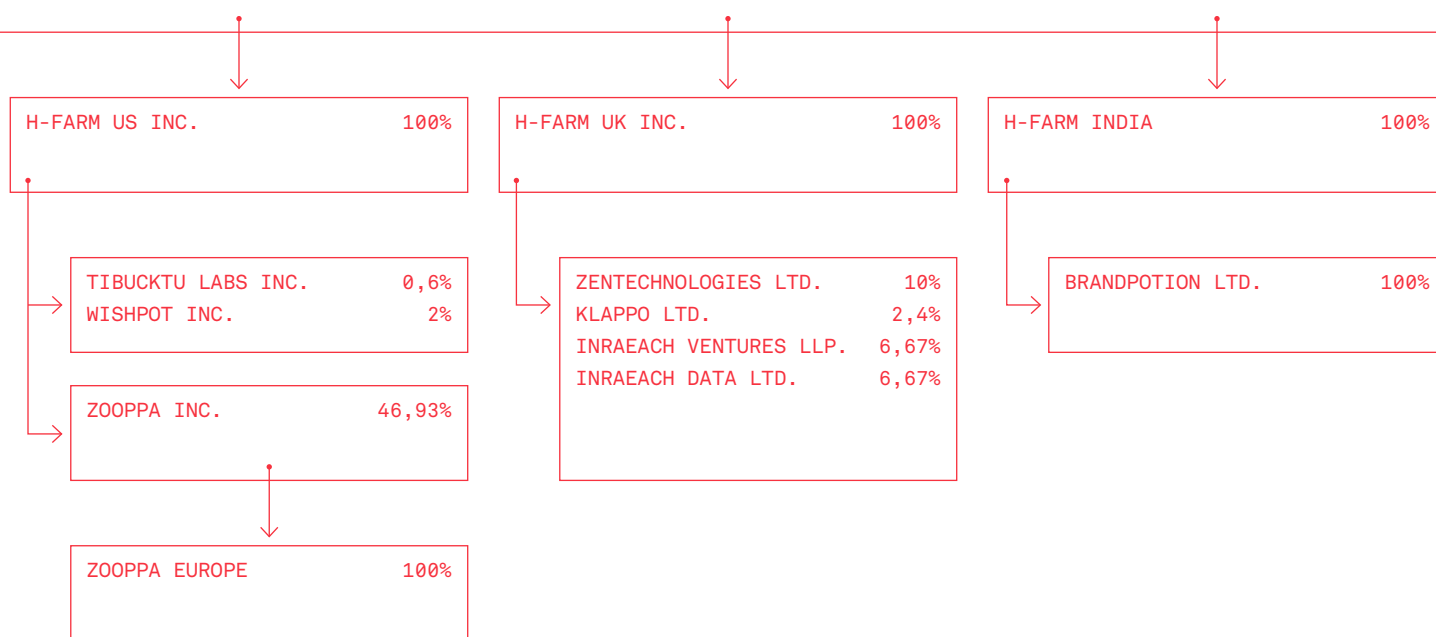 H-FARM US INC. 100%
TIBUCKTU LABS INC. 0,6%
WISHPOT INC. 2%
ZOOPPA INC. 46,93%
ZOOPPA EUROPE 100%
H-FARM UK INC. 100%
ZENTECHNOLOGIES LTD. 10%
KLAPPO LTD. 2,4%
INRAEACH VENTURES LLP. 6,67%
INRAEACH DATA LTD. 6,67%
H-FARM INDIA 100%
BRANDPOTION LTD. 100%